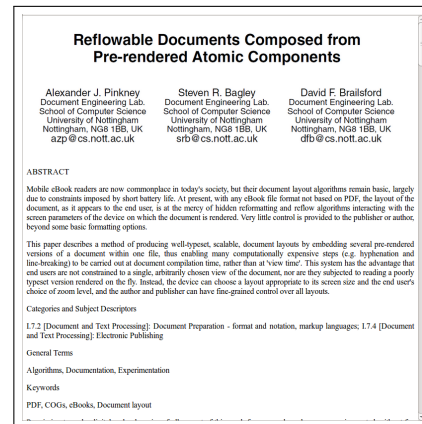 Reflowable Documents Composed from
Pre-rendered Atomic Components
Alexander J. Pinkney
Document Engineering Lab.
School of Computer Science
University of Nottingham
Nottingham, NG8 1BB, UK
azp@cs.nott.ac.uk
Steven R. Bagley
Document Engineering Lab.
School of Computer Science
University of Nottingham
Nottingham, NG8 1BB, UK
srb@cs.nott.ac.uk
David F. Brailsford
Document Engineering Lab.
School of Computer Science
University of Nottingham
Nottingham, NG8 1BB, UK
dfb@cs.nott.ac.uk
ABSTRACT
Mobile eBook readers are now commonplace in today's society, but their document layout algorithms remain basic, largely
due to constraints imposed by short battery life. At present, with any eBook file format not based on PDF, the layout of the
document, as it appears to the end user, is at the mercy of hidden reformatting and reflow algorithms interacting with the
screen parameters of the device on which the document is rendered. Very little control is provided to the publisher or author,
beyond some basic formatting options.
This paper describes a method of producing well-typeset, scalable, document layouts by embedding several pre-rendered
versions of a document within one file, thus enabling many computationally expensive steps (e.g. hyphenation and
line-breaking) to be carried out at document compilation time, rather than at 'view time'. This system has the advantage that
end users are not constrained to a single, arbitrarily chosen view of the document, nor are they subjected to reading a poorly
typeset version rendered on the fly. Instead, the device can choose a layout appropriate to its screen size and the end user's
choice of zoom level, and the author and publisher can have fine-grained control over all layouts.
Categories and Subject Descriptors
I.7.2 [Document and Text Processing]: Document Preparation - format and notation, markup languages; I.7.4 [Document
and Text Processing]: Electronic Publishing
General Terms
Algorithms, Documentation, Experimentation
Keywords
PDF, COGs, eBooks, Document layout